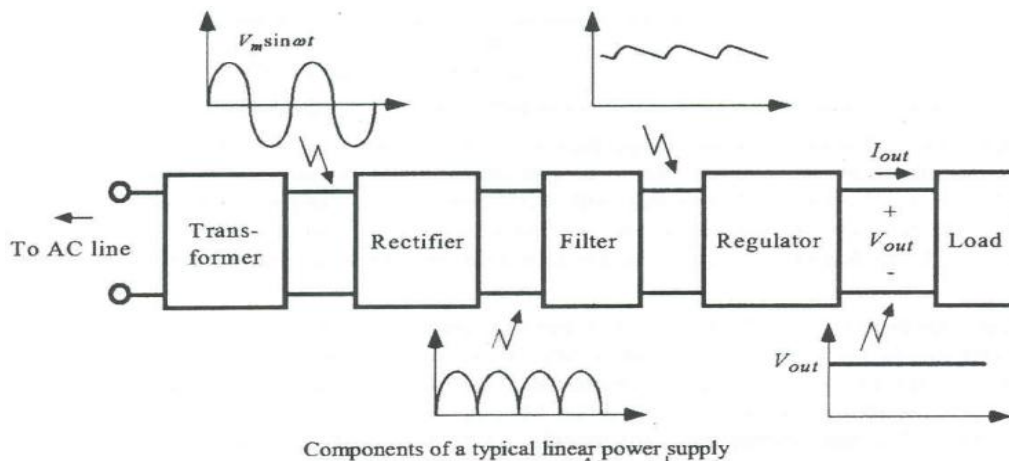 V_m sin ωt
I_out
To AC line
Trans-
former
Rectifier
Filter
Regulator
+
V_out
-
Load
V_out
Components of a typical linear power supply